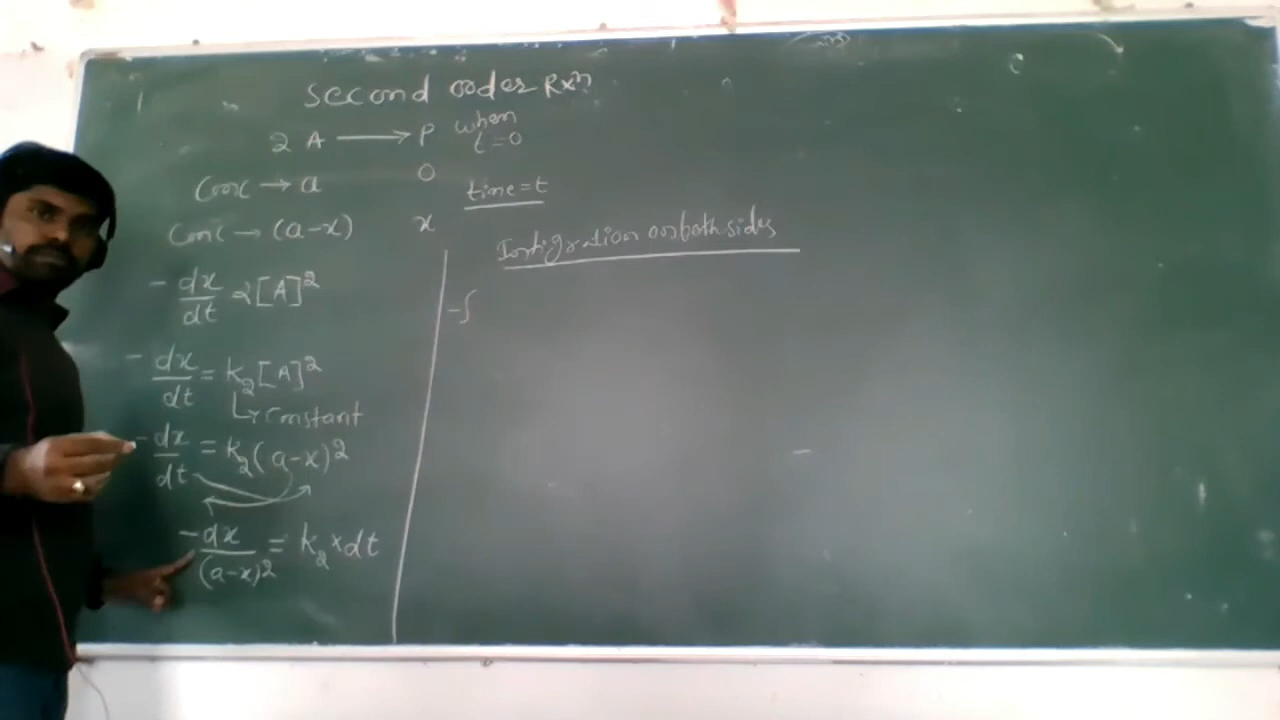 Second order Rxn
2 A ⟶ P when t=0
Conc → a 0
time=t
Conc → (a-x) x
- dx/dt α [A]²
- dx/dt = k₂[A]²
↳ Constant
- dx/dt = k₂(a-x)²
- dx/(a-x)² = k₂ × dt
Intigration on both sides
-∫